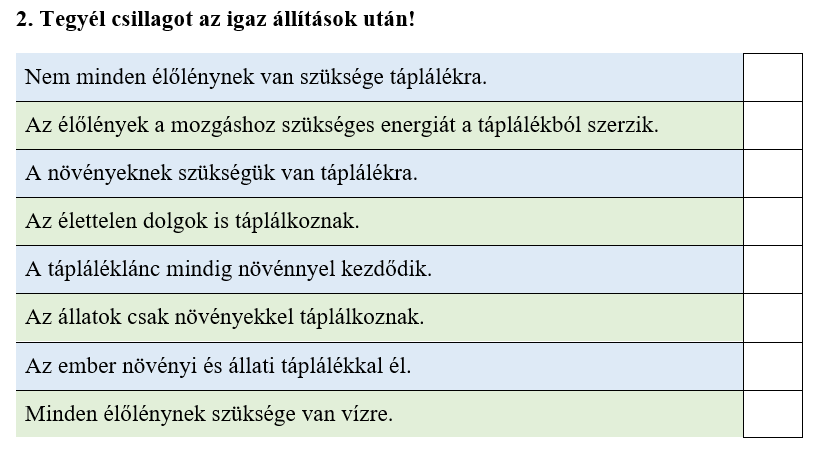 2. Tegyél csillagot az igaz állítások után!
Nem minden élőlénynek van szüksége táplálékra.
Az élőlények a mozgáshoz szükséges energiát a táplálékból szerzik.
A növényeknek szükségük van táplálékra.
Az élettelen dolgok is táplálkoznak.
A tápláléklánc mindig növénnyel kezdődik.
Az állatok csak növényekkel táplálkoznak.
Az ember növényi és állati táplálékkal él.
Minden élőlénynek szüksége van vízre.